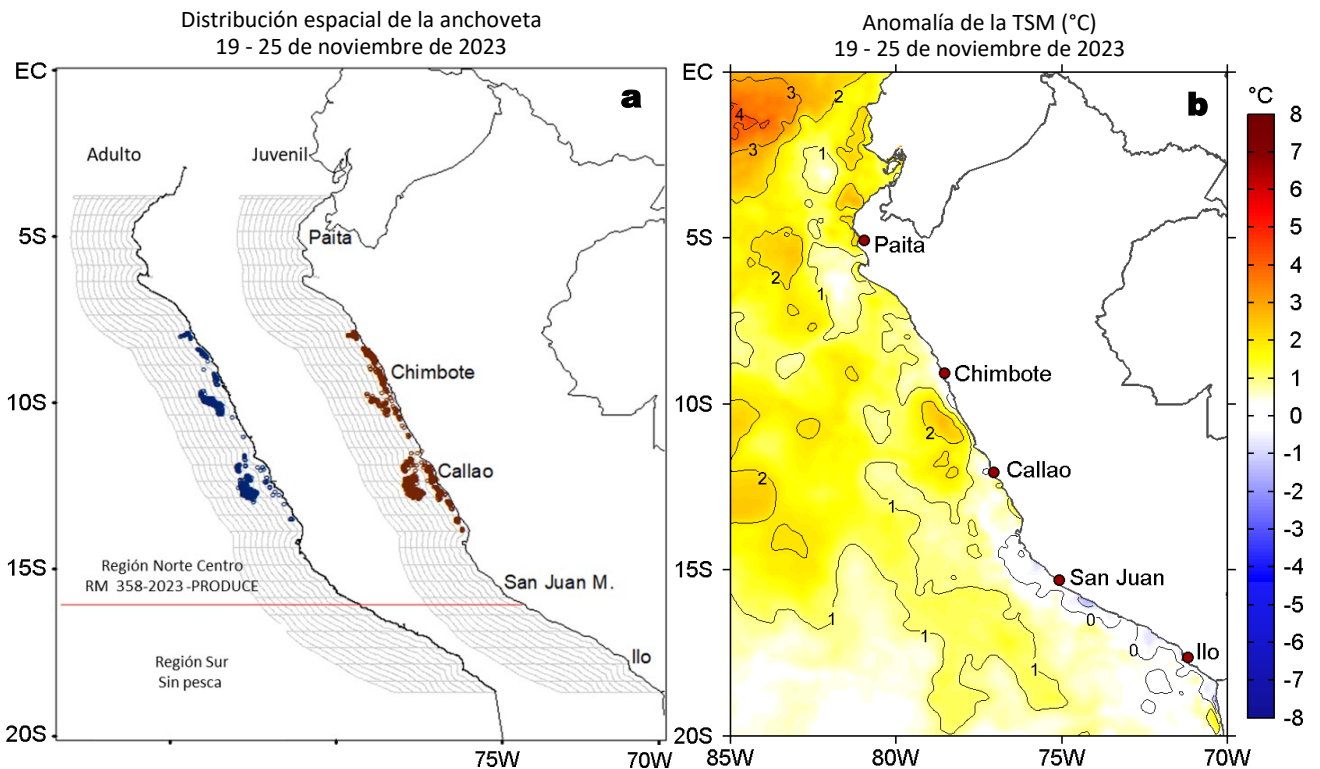 Distribución espacial de la anchoveta
19 - 25 de noviembre de 2023
EC
5S
10S
15S
20S
75W
70W
a
Adulto
Juvenil
Paita
Chimbote
Callao
San Juan M.
Ilo
Región Norte Centro
RM 358-2023 -PRODUCE
Región Sur
Sin pesca
Anomalía de la TSM (°C)
19 - 25 de noviembre de 2023
EC
5S
10S
15S
20S
85W
80W
75W
70W
b
3
2
4
3
1
2
1
2
2
1
1
1
1
0
0
Paita
Chimbote
Callao
San Juan
Ilo
°C
8
7
6
5
4
3
2
1
0
-1
-2
-3
-4
-5
-6
-7
-8